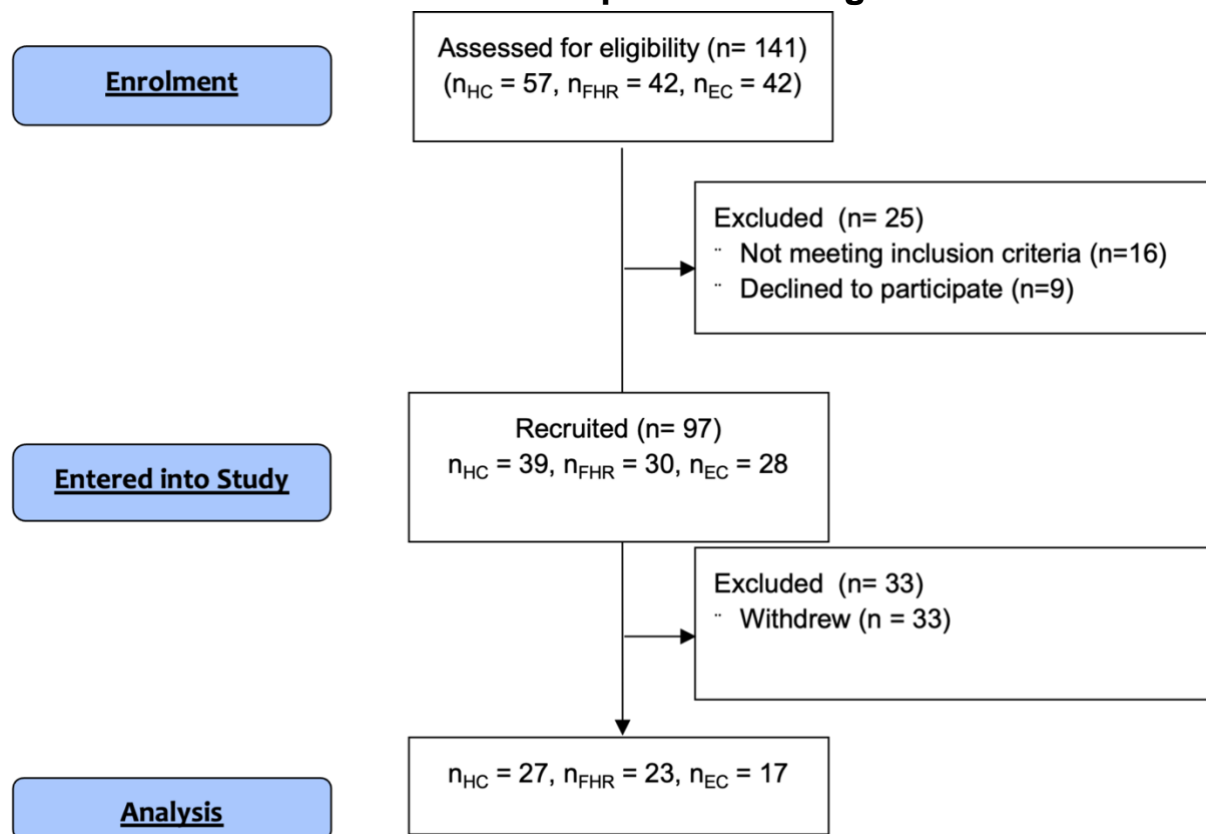 Enrolment
Assessed for eligibility (n= 141)
(nHC = 57, nFHR = 42, nEC = 42)
Excluded (n= 25)
¨ Not meeting inclusion criteria (n=16)
¨ Declined to participate (n=9)
Entered into Study
Recruited (n= 97)
nHC = 39, nFHR = 30, nEC = 28
Excluded (n= 33)
¨ Withdrew (n = 33)
Analysis
nHC = 27, nFHR = 23, nEC = 17